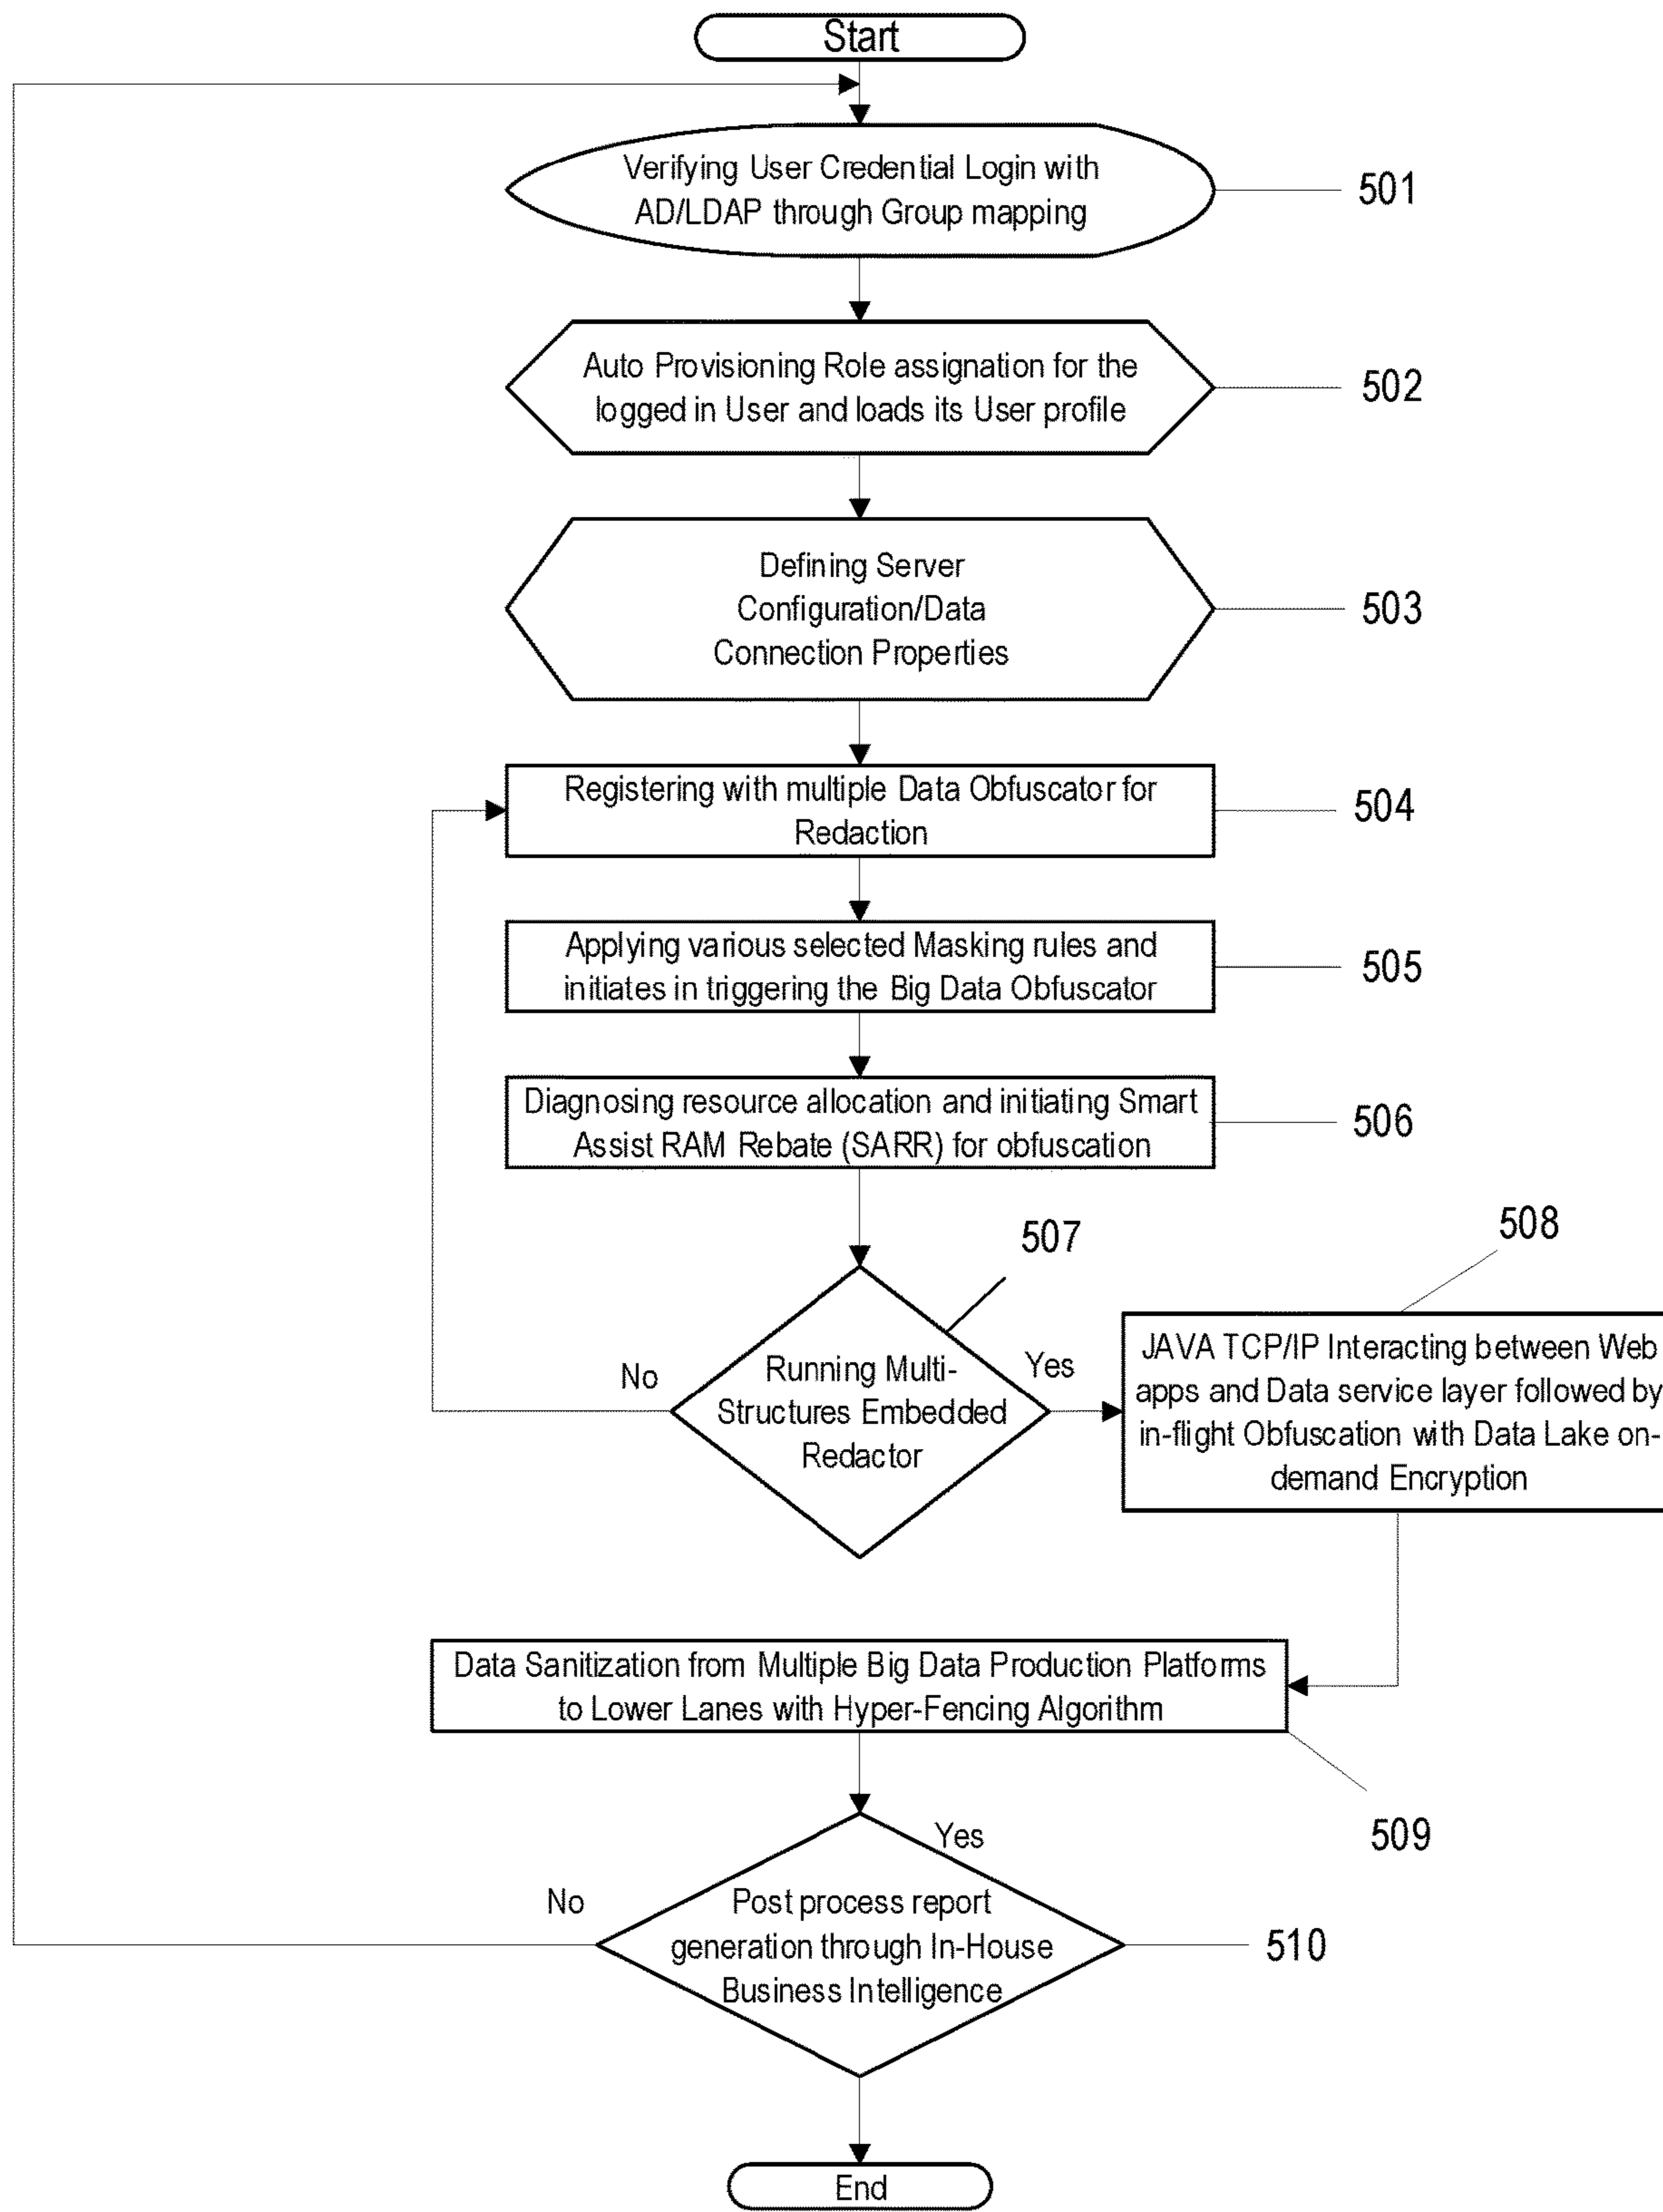 Start
Verifying User Credential Login with
AD/LDAP through Group mapping
501
Auto Provisioning Role assignation for the
logged in User and loads its User profile
502
Defining Server
Configuration/Data
Connection Properties
503
Registering with multiple Data Obfuscator for
Redaction
504
Applying various selected Masking rules and
initiates in triggering the Big Data Obfuscator
505
Diagnosing resource allocation and initiating Smart
Assist RAM Rebate (SARR) for obfuscation
506
507
508
No
Running Multi-
Structures Embedded
Redactor
Yes
JAVA TCP/IP Interacting between Web
apps and Data service layer followed by
in-flight Obfuscation with Data Lake on-
demand Encryption
Data Sanitization from Multiple Big Data Production Platforms
to Lower Lanes with Hyper-Fencing Algorithm
509
Yes
No
Post process report
generation through In-House
Business Intelligence
510
End